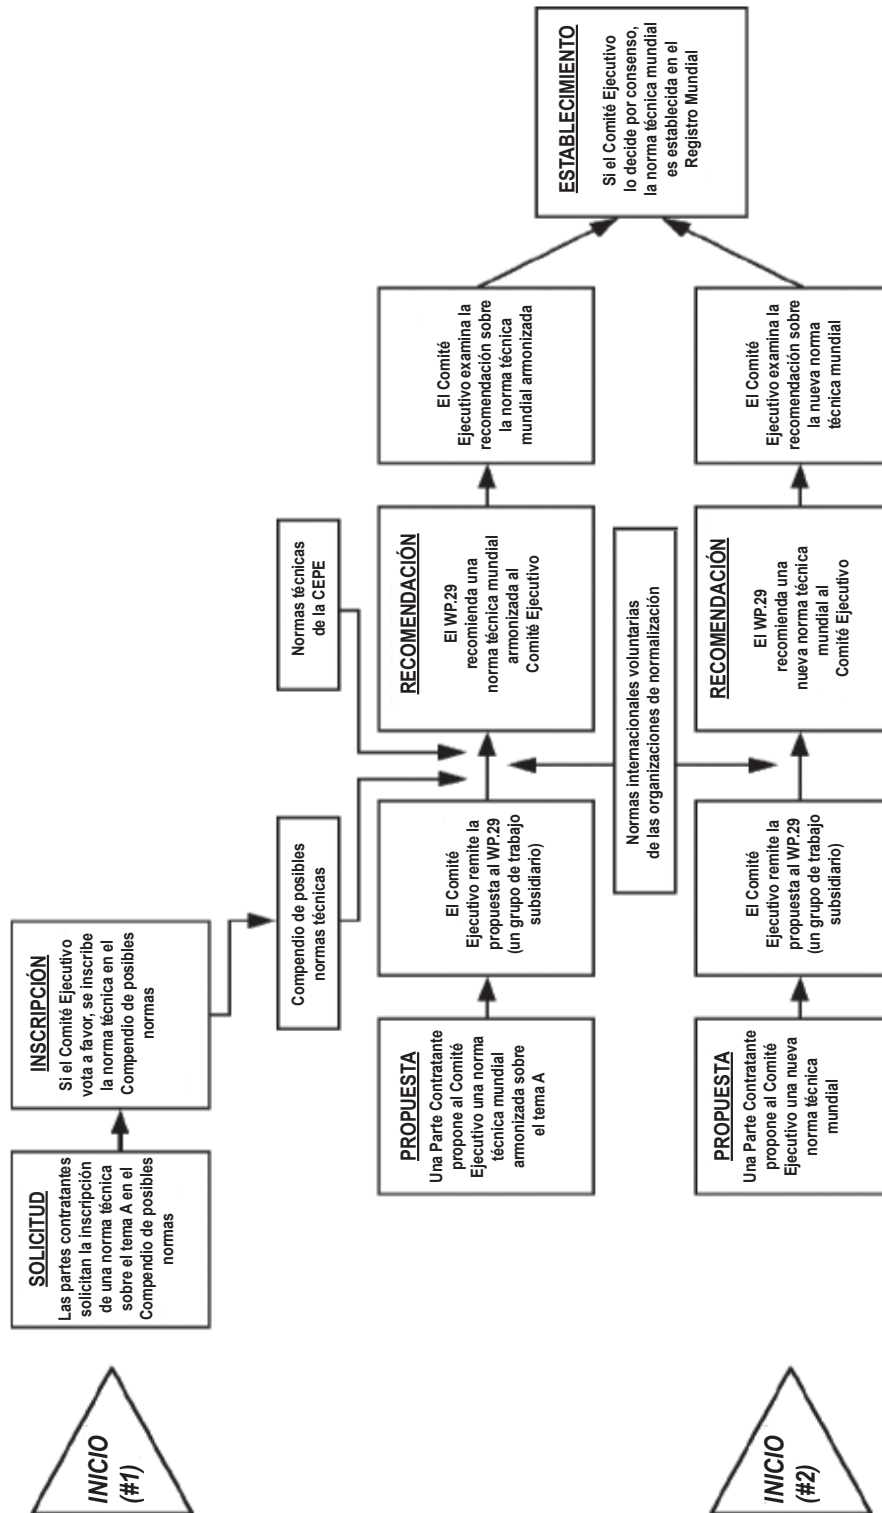 INICIO
(#1)
SOLICITUD
Las partes contratantes
solicitan la inscripción
de una norma técnica
sobre el tema A en el
Compendio de posibles
normas
INSCRIPCIÓN
Si el Comité Ejecutivo
vota a favor, se inscribe
la norma técnica en el
Compendio de posibles
normas
Compendio de posibles
normas técnicas
Normas técnicas
de la CEPE
PROPUESTA
Una Parte Contratante
propone al Comité
Ejecutivo una norma
técnica mundial
armonizada sobre
el tema A
El Comité
Ejecutivo remite la
propuesta al WP.29
(un grupo de trabajo
subsidiario)
RECOMENDACIÓN
El WP.29
recomienda una
norma técnica mundial
armonizada al
Comité Ejecutivo
El Comité
Ejecutivo examina la
recomendación sobre
la norma técnica
mundial armonizada
ESTABLECIMIENTO
Si el Comité Ejecutivo
lo decide por consenso,
la norma técnica mundial
es establecida en el
Registro Mundial
Normas internacionales voluntarias
de las organizaciones de normalización
INICIO
(#2)
PROPUESTA
Una Parte Contratante
propone al Comité
Ejecutivo una nueva
norma técnica
mundial
El Comité
Ejecutivo remite la
propuesta al WP.29
(un grupo de trabajo
subsidiario)
RECOMENDACIÓN
El WP.29
recomienda una
nueva norma técnica
mundial al
Comité Ejecutivo
El Comité
Ejecutivo examina la
recomendación sobre
la nueva norma
técnica mundial